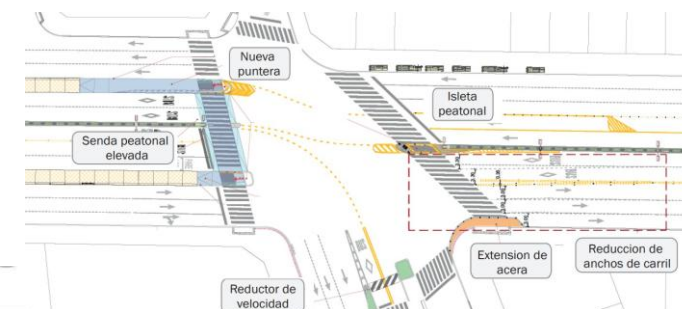 Nueva
puntera
Isleta
peatonal
Senda peatonal
elevada
Extension de
acera
Reduccion de
anchos de carril
Reductor de
velocidad